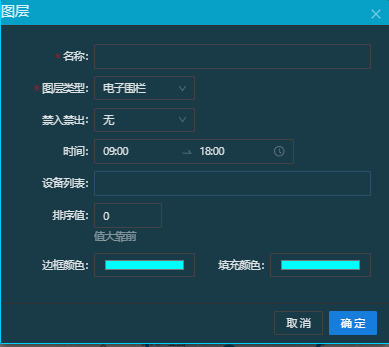 图层
* 名称:
* 图层类型: 电子围栏
禁入禁出: 无
时间: 09:00 → 18:00
设备列表:
排序值: 0
值大靠前
边框颜色: 填充颜色:
取消 确定